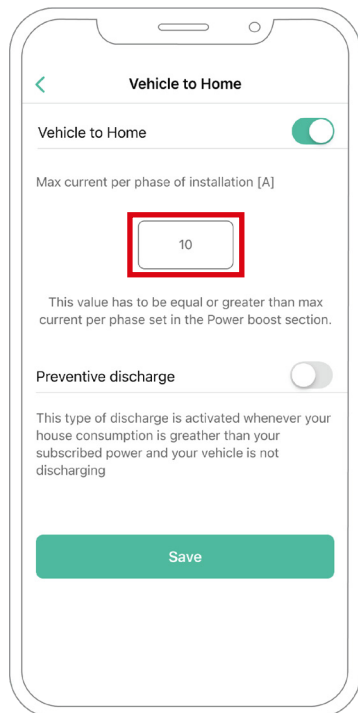 Vehicle to Home
Vehicle to Home
Max current per phase of installation [A]
10
This value has to be equal or greater than max
current per phase set in the Power boost section.
Preventive discharge
This type of discharge is activated whenever your
house consumption is greather than your
subscribed power and your vehicle is not
discharging
Save